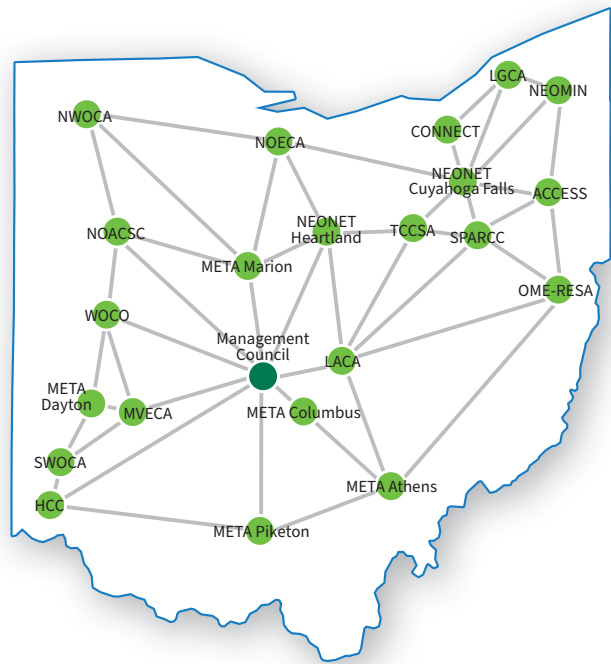 LGCA
NEOMIN
NWOCA
CONNECT
NOECA
NEONET
Cuyahoga Falls
ACCESS
NEONET
Heartland
TCCSA
SPARCC
NOACSC
META Marion
OME-RESA
WOCO
Management
Council
LACA
META
Dayton
MVECA
META Columbus
SWOCA
META Athens
HCC
META Piketon